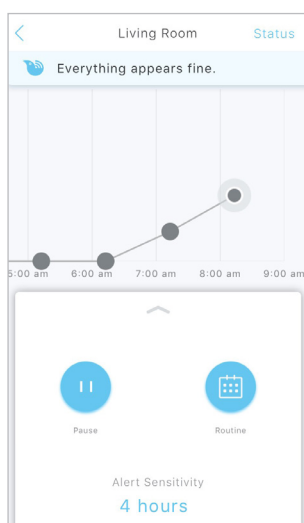 Living Room Status
Everything appears fine.
5:00 am 6:00 am 7:00 am 8:00 am 9:00 am
Pause Routine
Alert Sensitivity
4 hours